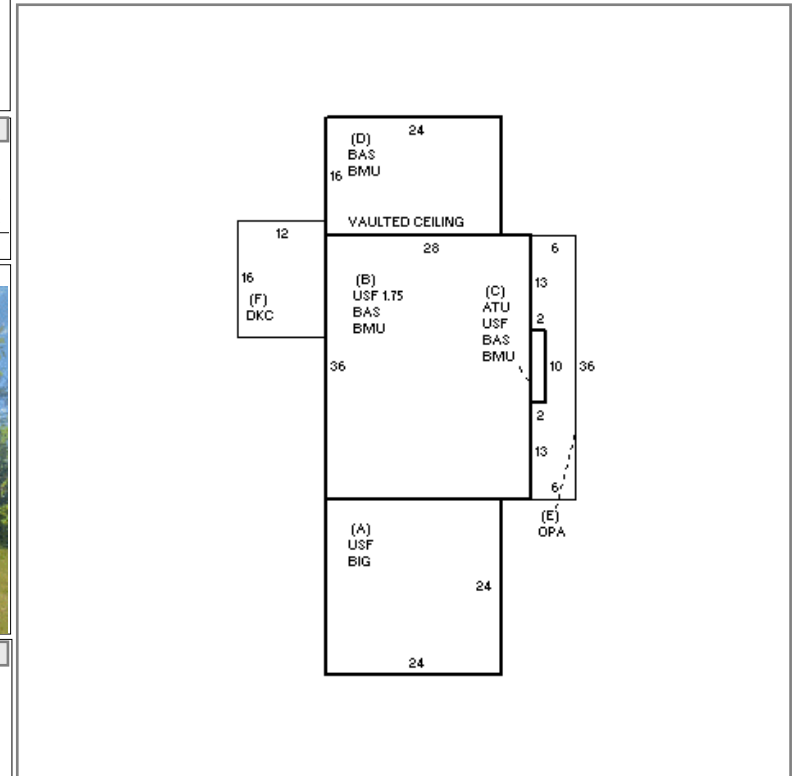 24
(D)
BAS
16 BMU
VAULTED CEILING
12
28
6
16
(F)
DKC
(B)
USF 1.75
BAS
BMU
(C)
ATU
USF
BAS
BMU
13
2
36
10
36
2
13
6
(E)
OPA
(A)
USF
BIG
24
24